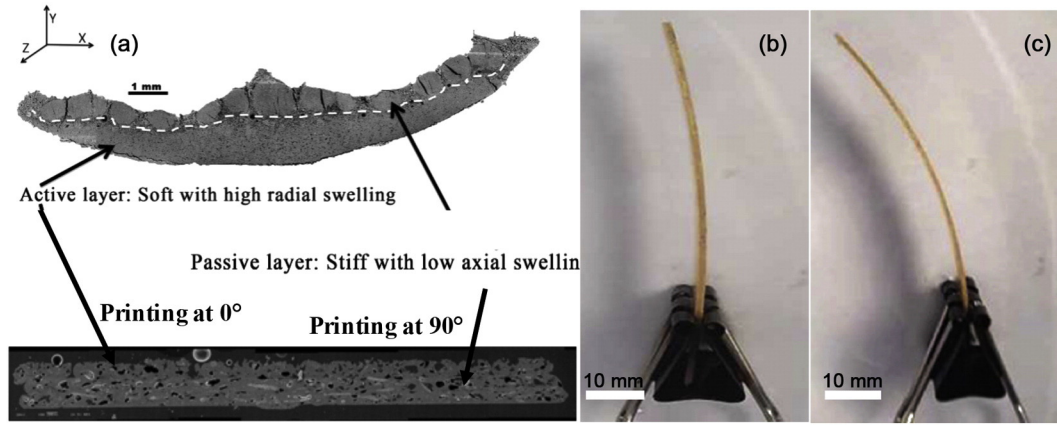 Y
(a)
Z
X
1 mm
Active layer: Soft with high radial swelling
Passive layer: Stiff with low axial swellin
Printing at 0°
Printing at 90°
(b)
10 mm
(c)
10 mm